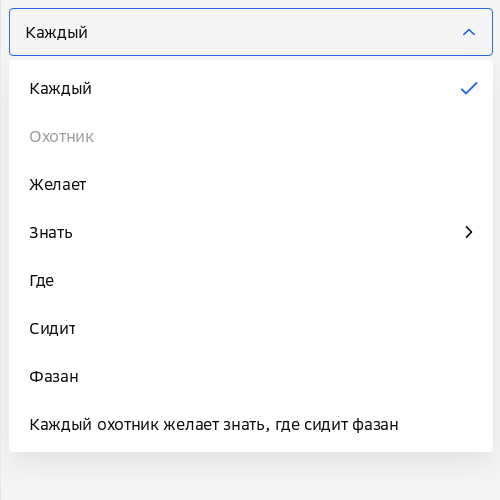 Каждый
Каждый
Охотник
Желает
Знать
Где
Сидит
Фазан
Каждый охотник желает знать, где сидит фазан